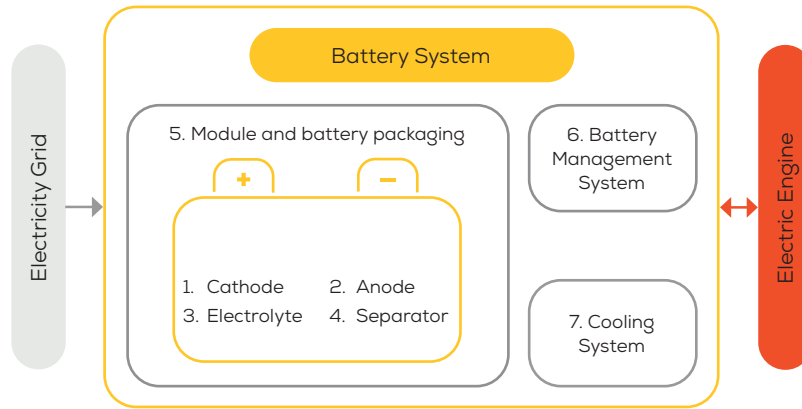 Electricity Grid
Battery System
5. Module and battery packaging
+ −
1. Cathode 2. Anode
3. Electrolyte 4. Separator
6. Battery
Management
System
7. Cooling
System
Electric Engine